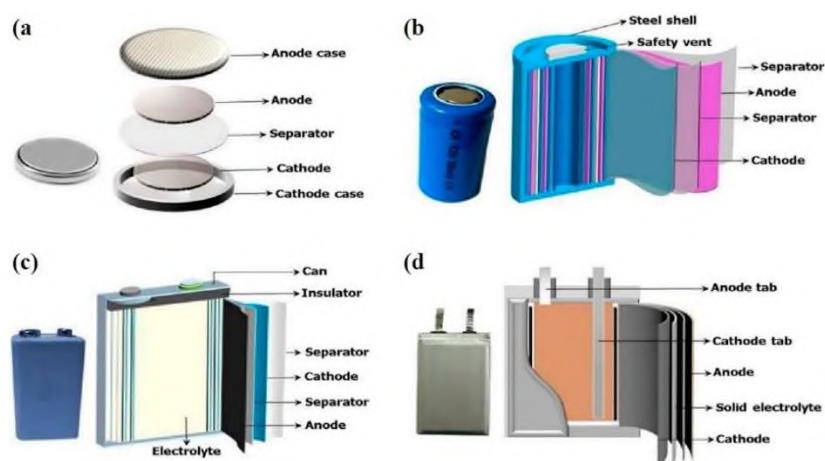 (a
Anode case
Anode
Separator
Cathode
Cathode case
(b)
Steel shell
Safety vent
Separator
Anode
Separator
Cathode
(c)
Can
Insulator
Separator
Cathode
Separator
Anode
Electrolyte
(d
Anode tab
Cathode tab
Anode
Solid electrolyte
Cathode